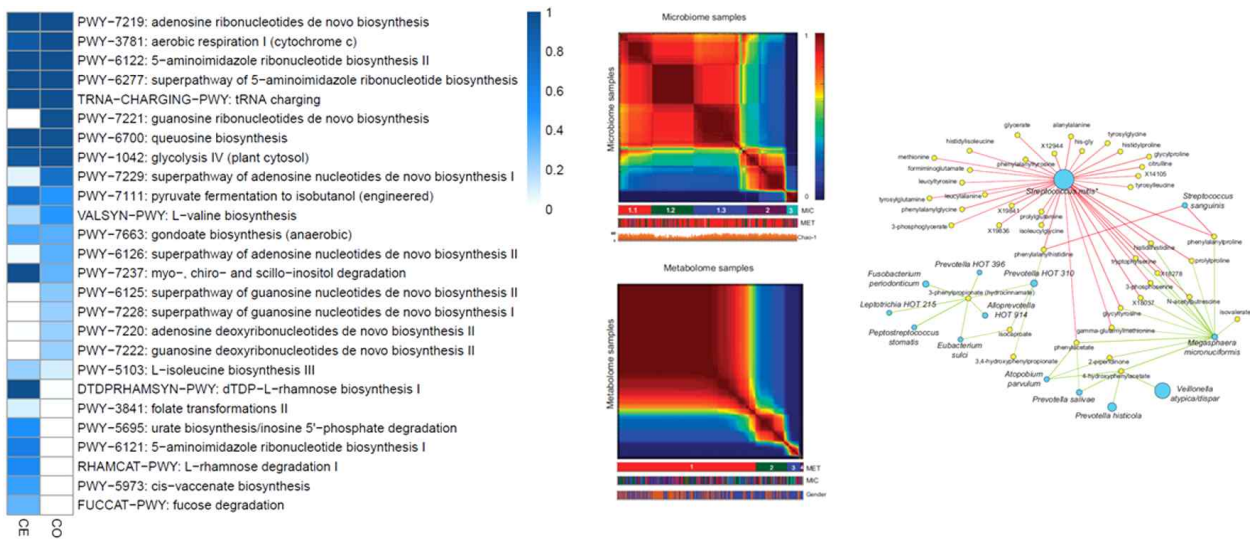 PWY−7219: adenosine ribonucleotides de novo biosynthesis
PWY−3781: aerobic respiration I (cytochrome c)
PWY−6122: 5−aminoimidazole ribonucleotide biosynthesis II
PWY−6277: superpathway of 5−aminoimidazole ribonucleotide biosynthesis
TRNA−CHARGING−PWY: tRNA charging
PWY−7221: guanosine ribonucleotides de novo biosynthesis
PWY−6700: queuosine biosynthesis
PWY−1042: glycolysis IV (plant cytosol)
PWY−7229: superpathway of adenosine nucleotides de novo biosynthesis I
PWY−7111: pyruvate fermentation to isobutanol (engineered)
VALSYN−PWY: L−valine biosynthesis
PWY−7663: gondoate biosynthesis (anaerobic)
PWY−6126: superpathway of adenosine nucleotides de novo biosynthesis II
PWY−7237: myo−, chiro− and scillo−inositol degradation
PWY−6125: superpathway of guanosine nucleotides de novo biosynthesis II
PWY−7228: superpathway of guanosine nucleotides de novo biosynthesis I
PWY−7220: adenosine deoxyribonucleotides de novo biosynthesis II
PWY−7222: guanosine deoxyribonucleotides de novo biosynthesis II
PWY−5103: L−isoleucine biosynthesis III
DTDPRHAMSYN−PWY: dTDP−L−rhamnose biosynthesis I
PWY−3841: folate transformations II
PWY−5695: urate biosynthesis/inosine 5'−phosphate degradation
PWY−6121: 5−aminoimidazole ribonucleotide biosynthesis I
RHAMCAT−PWY: L−rhamnose degradation I
PWY−5973: cis−vaccenate biosynthesis
FUCCAT−PWY: fucose degradation
CE
CO
1
0.8
0.6
0.4
0.2
0
Microbiome samples
Microbiome samples
1
0
1.1 1.2 1.3 2 3 MIC
MET
Chao-1
Metabolome samples
Metabolome samples
1 2 3 4 MET
MIC
Gender
glycerate
alanylalanine
histidylisoleucine
X12944
his-gly
tyrosylglycine
histidylproline
methionine
phenylalanyltyrosine
glycylproline
formiminoglutamate
citrulline
X14105
leucyltyrosine
tyrosylleucine
Streptococcus mitis*
Streptococcus sanguinis
tyrosylglutamine
leucylalanine
phenylalanylglycine
prolylglycine
3-phosphoglycerate
X19836
isoleucylglycine
phenylalanylproline
phenylalanylhistidine
histidylhistidine
tryptophylserine
prolylproline
Prevotella HOT 396
Fusobacterium periodonticum
Prevotella HOT 310
X18278
3-phosphoserine
3-phenylpropionate (hydrocinnamate)
Leptotrichia HOT 215
Alloprevotella HOT 914
X18037
N-acetylputrescine
Peptostreptococcus stomatis
glycyltyrosine
isovalerate
Eubacterium sulci
isocaproate
gamma-glutamylmethionine
Megasphaera micronuciformis
phenylacetate
3,4-hydroxyphenylpropionate
2-piperidinone
4-hydroxyphenylacetate
Atopobium parvulum
Prevotella salivae
Veillonella atypica/dispar
Prevotella histicola